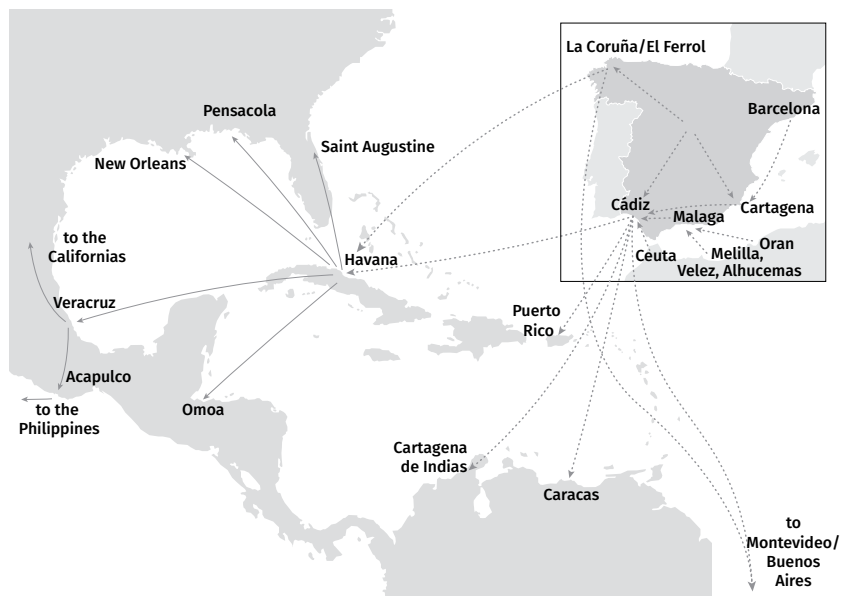 La Coruña/El Ferrol
Pensacola
Barcelona
Saint Augustine
New Orleans
Cádiz
Malaga
Cartagena
to the
Californias
Havana
Ceuta
Oran
Melilla,
Velez, Alhucemas
Veracruz
Puerto
Rico
Acapulco
to the
Philippines
Omoa
Cartagena
de Indias
Caracas
to
Montevideo/
Buenos
Aires